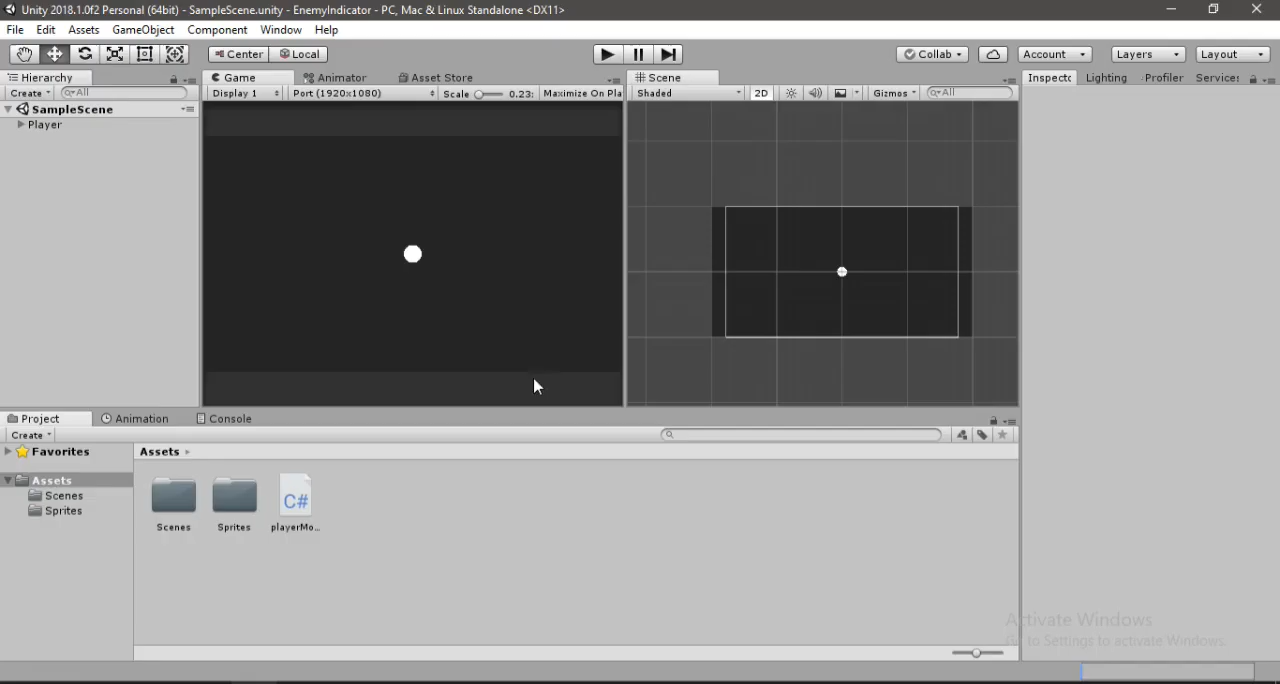 Unity 2018.1.0f2 Personal (64bit) - SampleScene.unity - EnemyIndicator - PC, Mac & Linux Standalone <DX11>
File Edit Assets GameObject Component Window Help
Center Local Collab Account Layers Layout
Hierarchy Game Animator Asset Store Scene Inspectc Lighting Profiler Services
Create All Display 1 Port (1920x1080) Scale 0.23: Maximize On Pla Shaded 2D Gizmos All
SampleScene
Player
Project Animation Console
Create
Favorites Assets
Assets
Scenes
Sprites
C#
Scenes Sprites playerMo...
Activate Windows
Go to Settings to activate Windows.